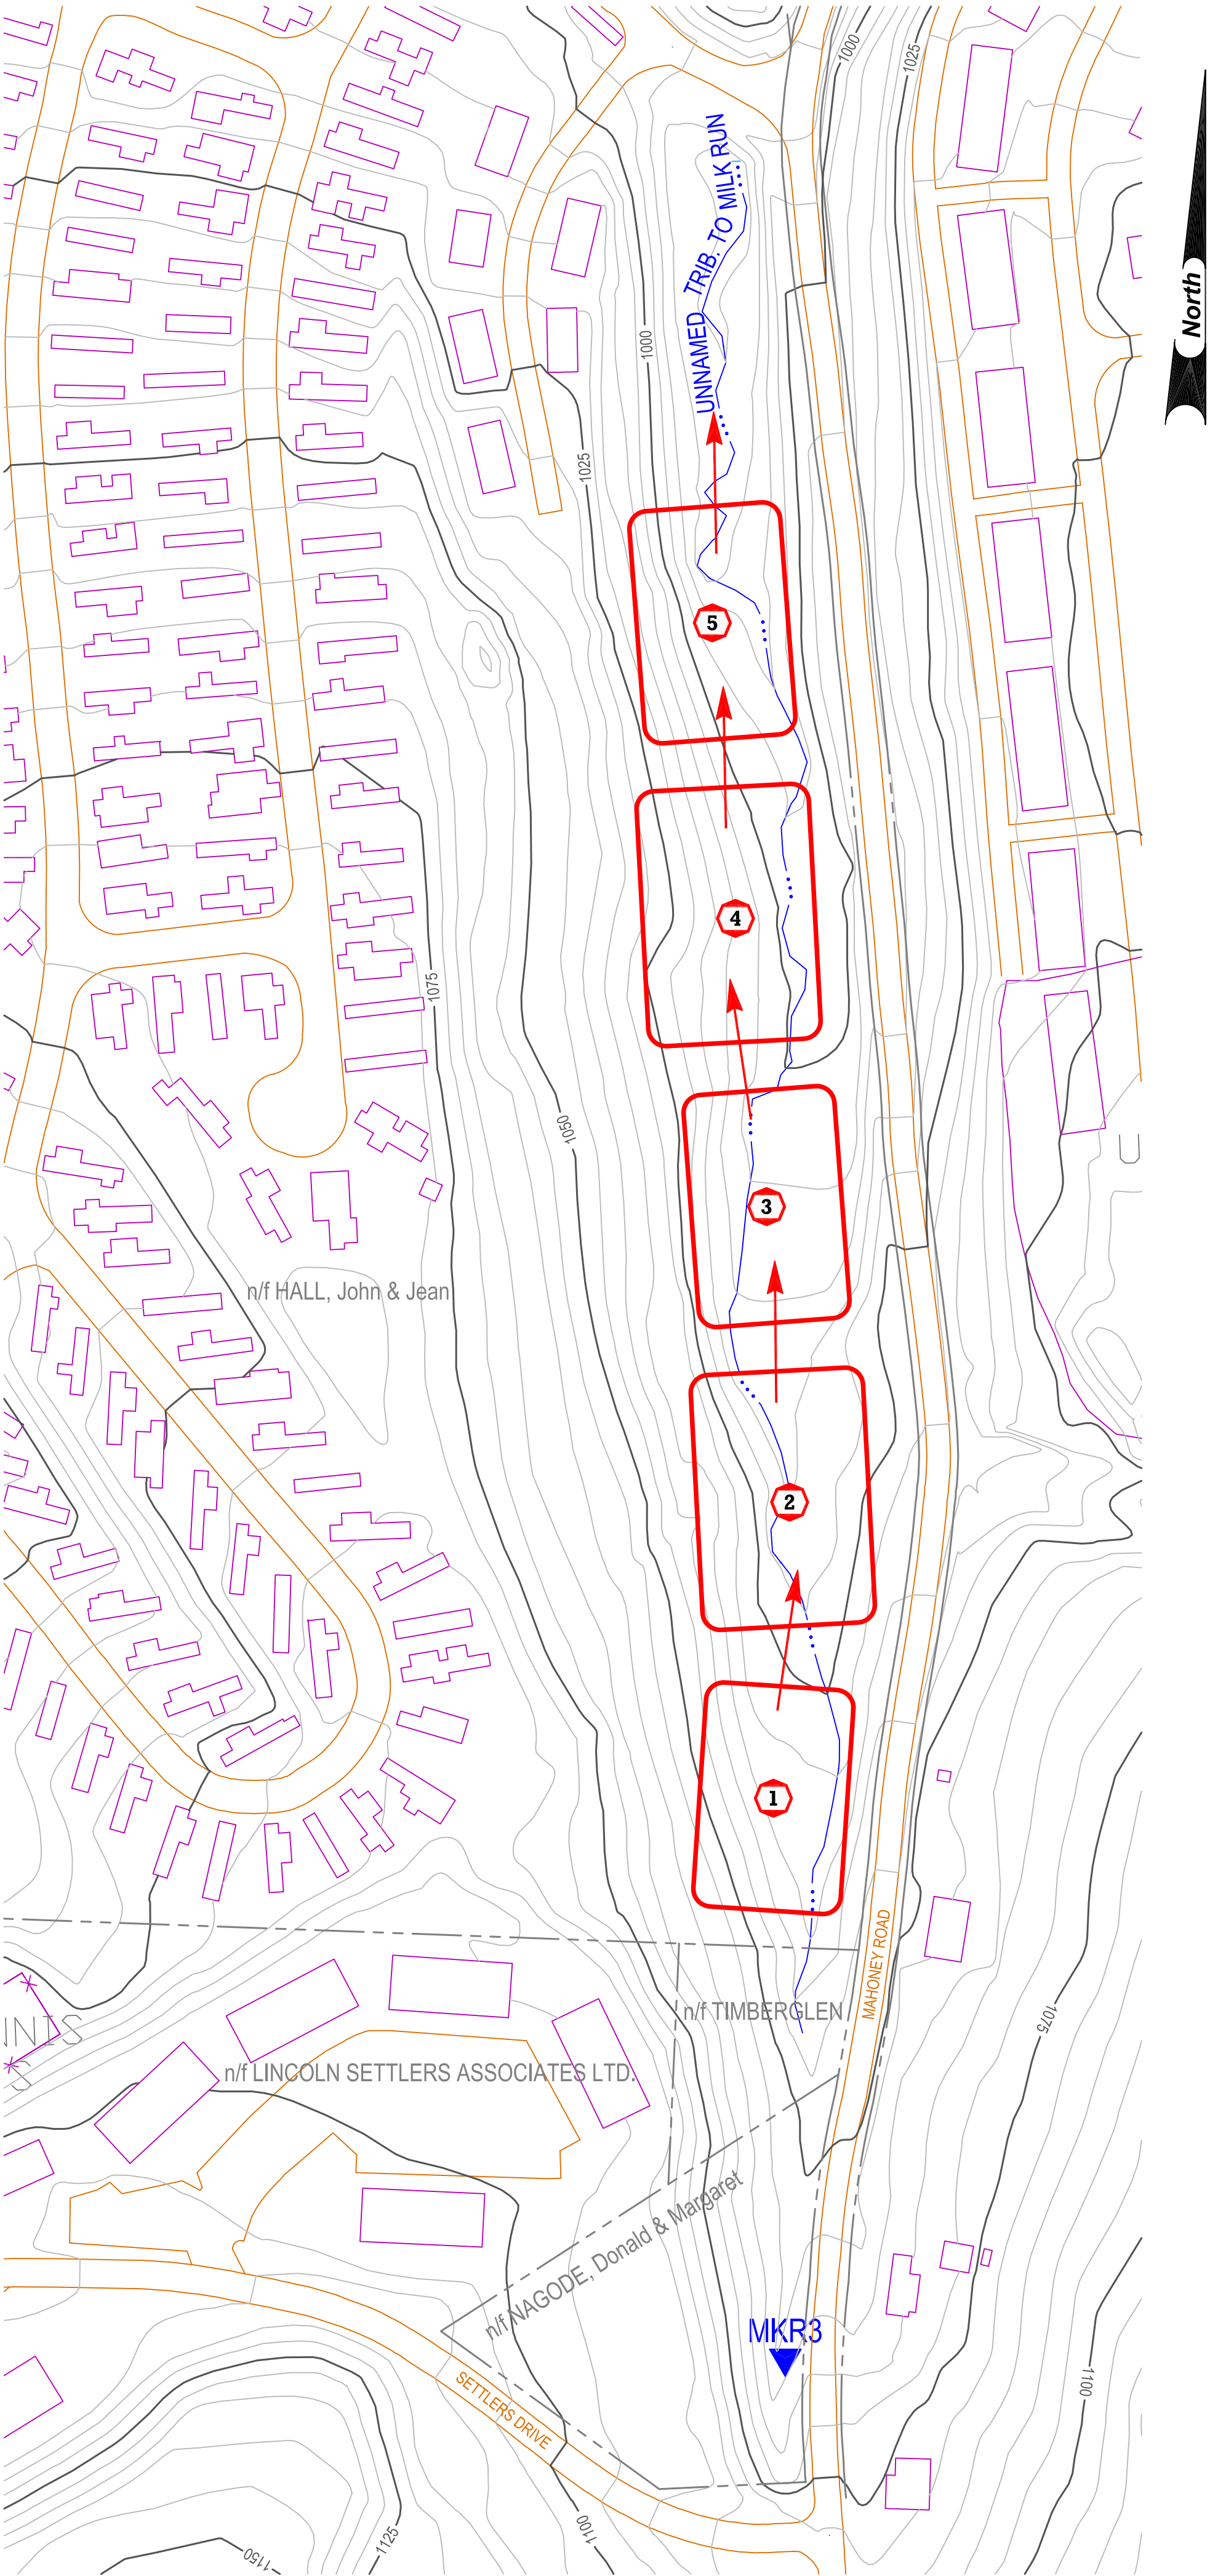 1000
1025
UNNAMED TRIB. TO MILK RUN
North
1000
1025
5
4
1075
1050
3
n/f HALL, John & Jean
2
1
MAHONEY ROAD
n/f TIMBERGLEN
NNIS
S
1075
n/f LINCOLN SETTLERS ASSOCIATES LTD.
n/f NAGODE, Donald & Margaret
MKR3
SETTLERS DRIVE
1100
1100
1125
1150